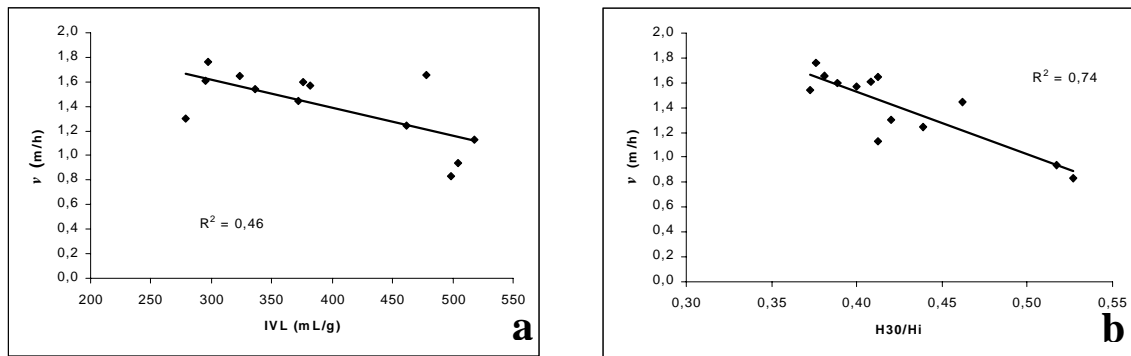 2,0
1,8
1,6
1,4
1,2
1,0
0,8
0,6
0,4
0,2
0,0
v (m/h)
R² = 0,46
200 250 300 350 400 450 500 550
IVL (mL/g)
a
2,0
1,8
1,6
1,4
1,2
1,0
0,8
0,6
0,4
0,2
0,0
v (m/h)
R² = 0,74
0,30 0,35 0,40 0,45 0,50 0,55
H30/Hi
b